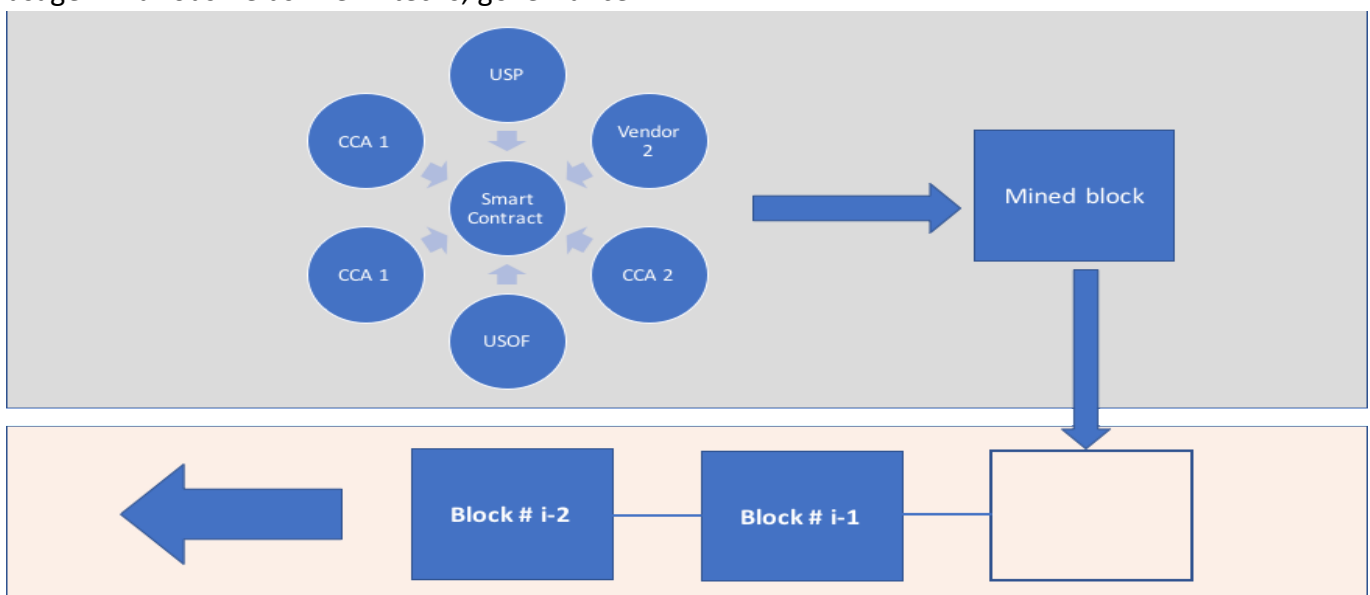 USP
CCA 1
Vendor
2
Smart
Contract
CCA 1
CCA 2
USOF
Mined block
Block # i-2
Block # i-1